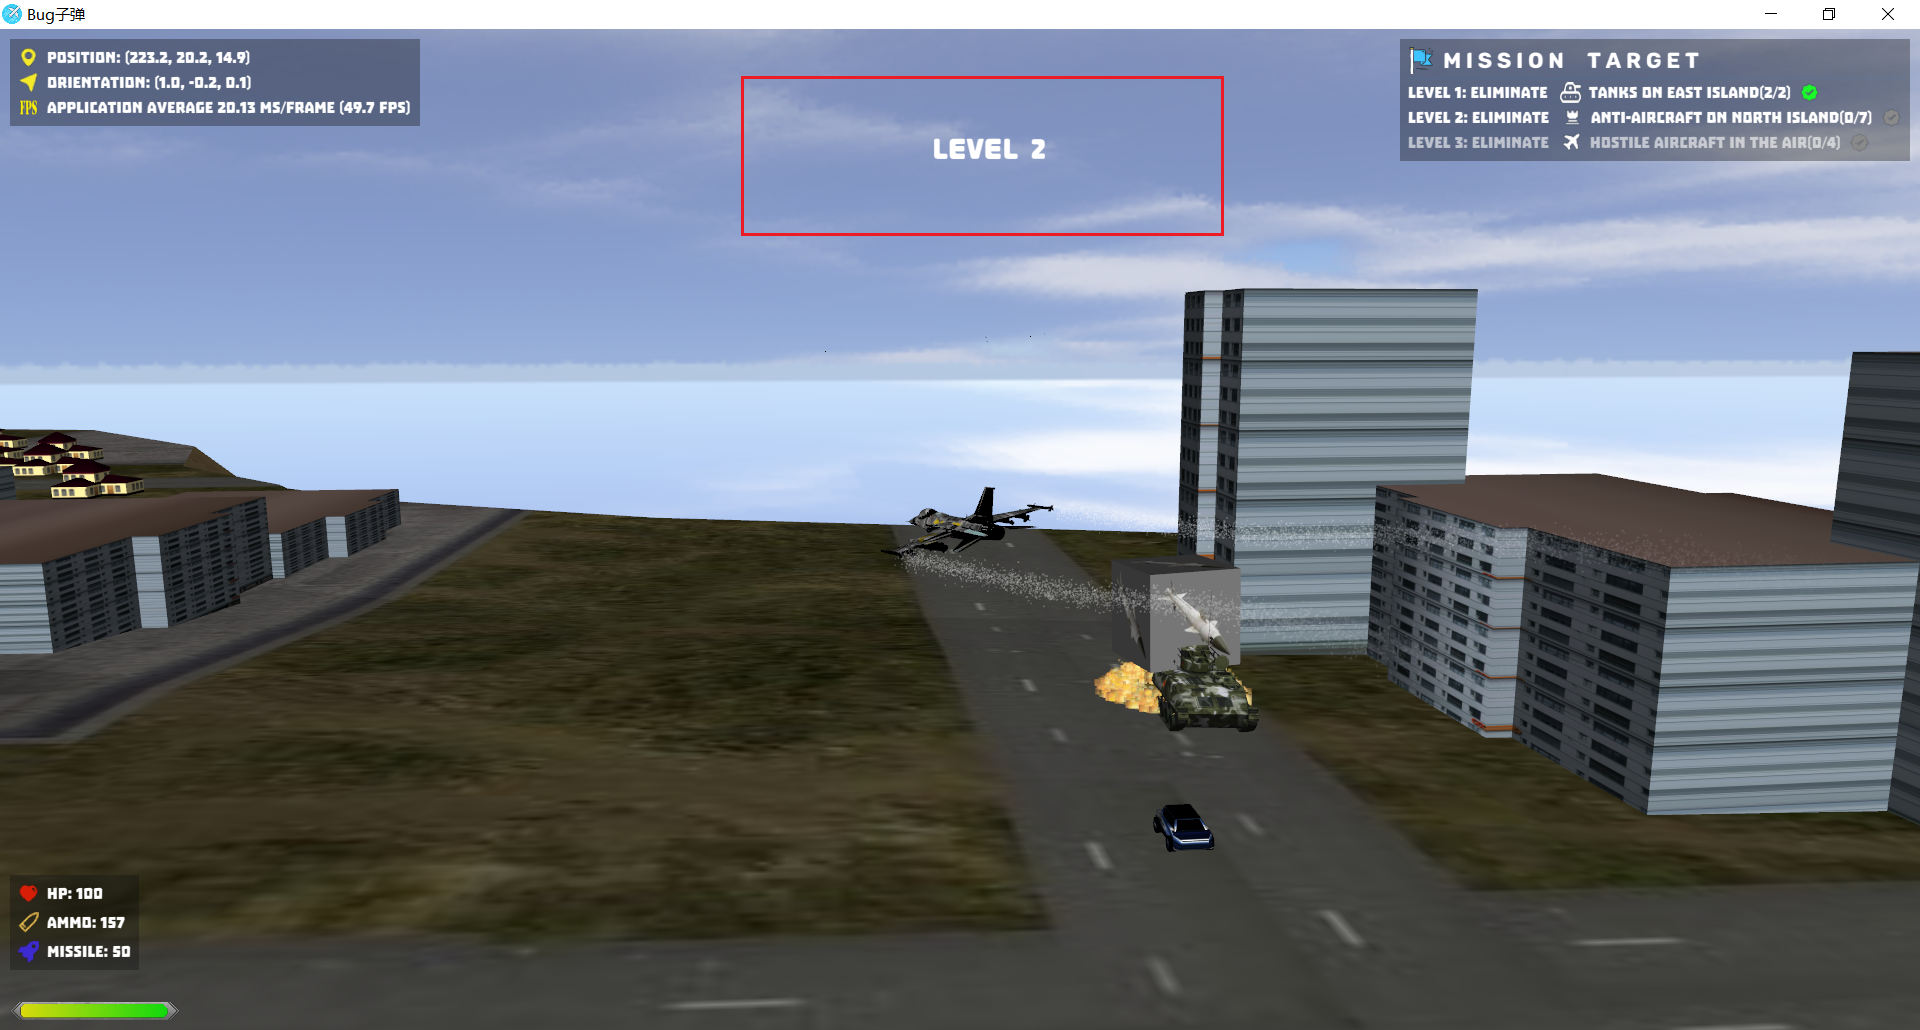 Bug子弹
POSITION: (223.2, 20.2, 14.9)
ORIENTATION: (1.0, -0.2, 0.1)
FPS APPLICATION AVERAGE 20.13 MS/FRAME (49.7 FPS)
MISSION TARGET
LEVEL 1: ELIMINATE TANKS ON EAST ISLAND(2/2)
LEVEL 2: ELIMINATE ANTI-AIRCRAFT ON NORTH ISLAND(0/7)
LEVEL 3: ELIMINATE HOSTILE AIRCRAFT IN THE AIR(0/4)
LEVEL 2
HP: 100
AMMO: 157
MISSILE: 50